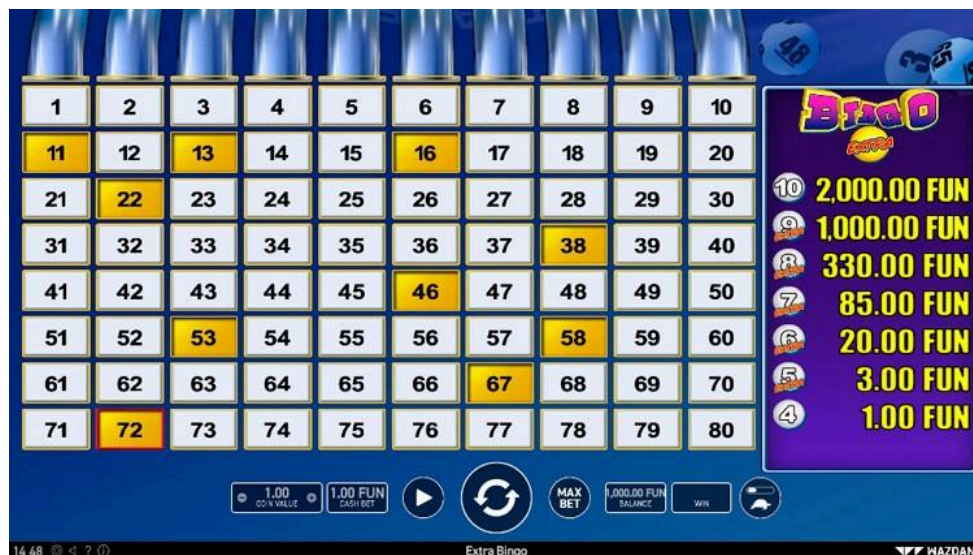 48
1 2 3 4 5 6 7 8 9 10
11 12 13 14 15 16 17 18 19 20
21 22 23 24 25 26 27 28 29 30
31 32 33 34 35 36 37 38 39 40
41 42 43 44 45 46 47 48 49 50
51 52 53 54 55 56 57 58 59 60
61 62 63 64 65 66 67 68 69 70
71 72 73 74 75 76 77 78 79 80
BINGO
EXTRA
10 2,000.00 FUN
9 EXTRA 1,000.00 FUN
8 EXTRA 330.00 FUN
7 EXTRA 85.00 FUN
6 EXTRA 20.00 FUN
5 EXTRA 3.00 FUN
4 1.00 FUN
1.00
COIN VALUE
1.00 FUN
CASH BET
MAX
BET
1,000.00 FUN
BALANCE
WIN
14:48 ?
Extra Bingo
WAZDAN